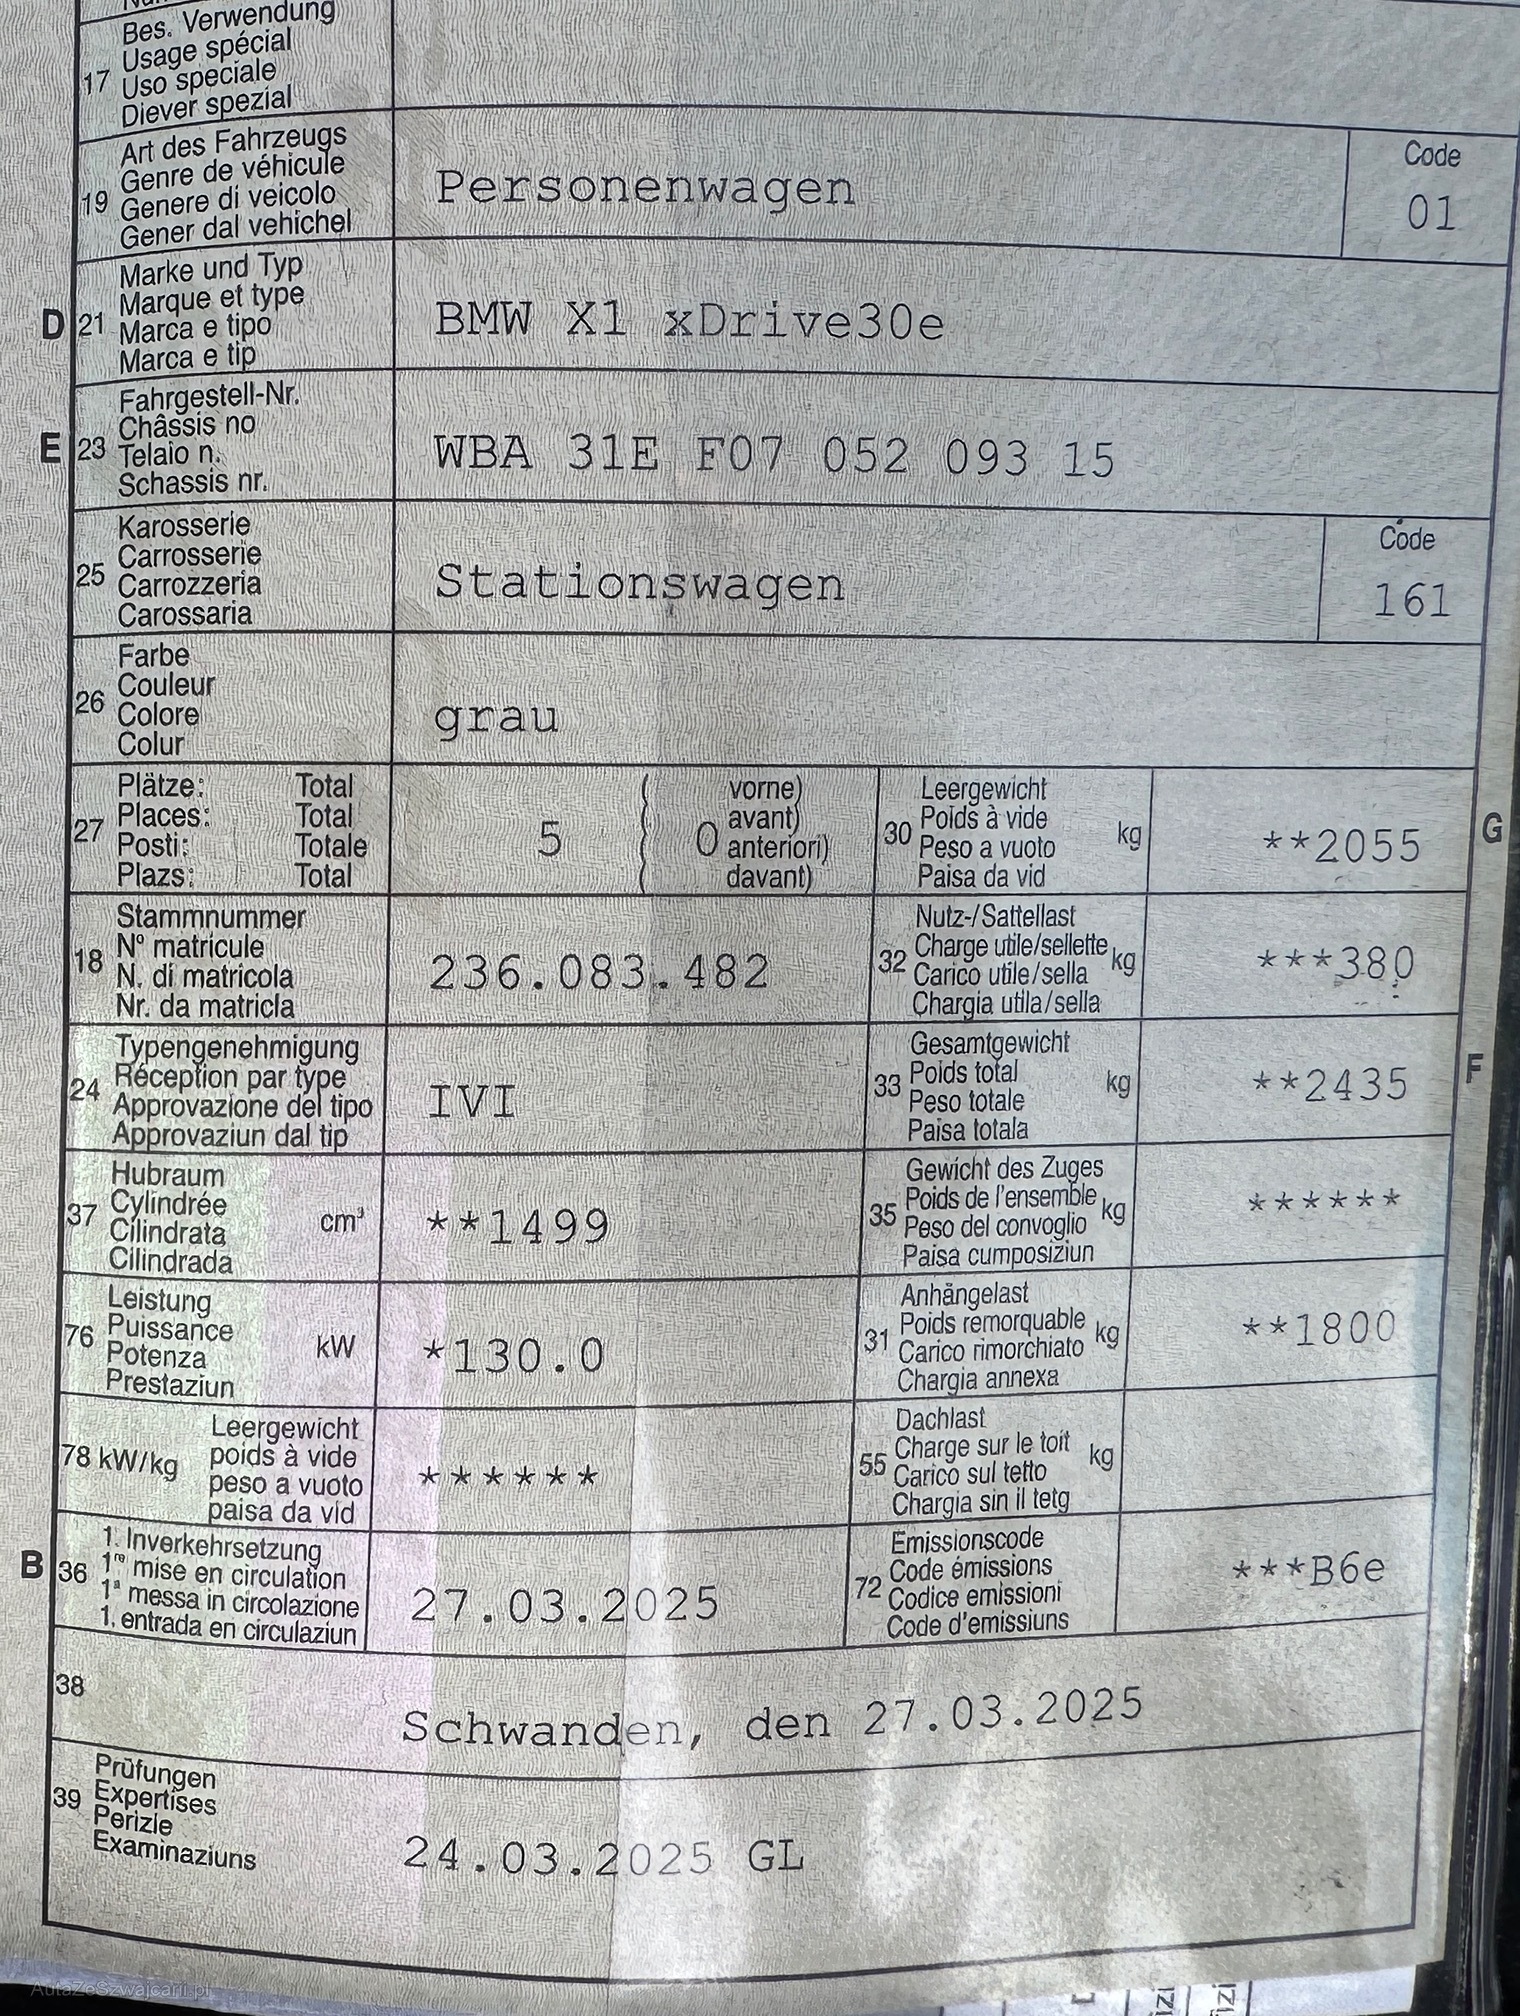 Bes. Verwendung
Usage spécial
17 Uso speciale
Diever spezial
Art des Fahrzeugs
Genre de véhicule
19 Genere di veicolo
Gener dal vehichel
Personenwagen
Code
01
Marke und Typ
Marque et type
D 21 Marca e tipo
Marca e tip
BMW X1 xDrive30e
Fahrgestell-Nr.
Châssis no
E 23 Telaio n.
Schassis nr.
WBA 31E F07 052 093 15
Karosserie
Carrosserie
25 Carrozzeria
Carossaria
Stationswagen
Code
161
Farbe
Couleur
26 Colore
Colur
grau
Plätze: Total
Places: Total
27 Posti: Totale
Plazs: Total
5
0
vorne)
avant)
anteriori)
davant)
Leergewicht
30 Poids à vide kg
Peso a vuoto
Paisa da vid
**2055
G
Stammnummer
18 Nº matricule
N. di matricola
Nr. da matricla
236.083.482
Nutz-/Sattellast
32 Charge utile/sellette kg
Carico utile/sella
Chargia utila/sella
***380
Typengenehmigung
24 Réception par type
Approvazione del tipo
Approvaziun dal tip
IVI
Gesamtgewicht
33 Poids total kg
Peso totale
Paisa totala
**2435
F
Hubraum
37 Cylindrée cm³
Cilindrata
Cilindrada
**1499
Gewicht des Zuges
35 Poids de l'ensemble kg
Peso del convoglio
Paisa cumposiziun
******
Leistung
76 Puissance kW
Potenza
Prestaziun
*130.0
Anhängelast
31 Poids remorquable kg
Carico rimorchiato
Chargia annexa
**1800
Leergewicht
78 kW/kg poids à vide
peso a vuoto
paisa da vid
******
Dachlast
55 Charge sur le toit kg
Carico sul tetto
Chargia sin il tetg
1. Inverkehrsetzung
B 36 1re mise en circulation
1a messa in circolazione
1. entrada en circulaziun
27.03.2025
Emissionscode
72 Code émissions
Codice emissioni
Code d'emissiuns
***B6e
38
Schwanden, den 27.03.2025
Prüfungen
39 Expertises
Perizie
Examinaziuns
24.03.2025 GL
AutaZeSzwajcarii.pl